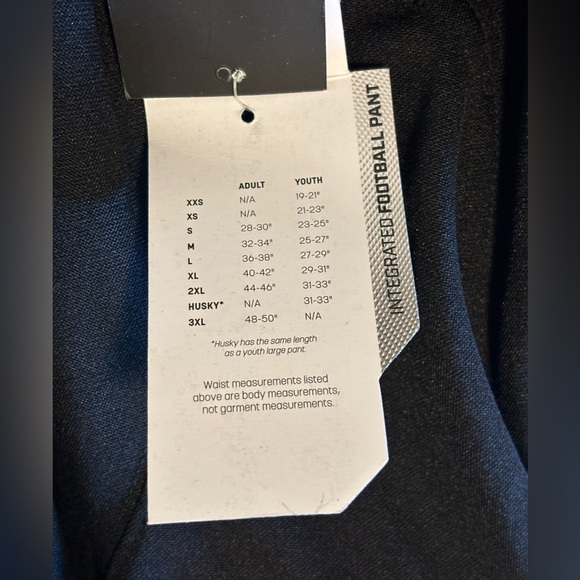 ADULT YOUTH
XXS N/A 19-21"
XS N/A 21-23"
S 28-30" 23-25"
M 32-34" 25-27"
L 36-38" 27-29"
XL 40-42" 29-31"
2XL 44-46" 31-33"
HUSKY* N/A 31-33"
3XL 48-50" N/A
*Husky has the same length
as a youth large pant.
Waist measurements listed
above are body measurements,
not garment measurements.
INTEGRATED FOOTBALL PANT